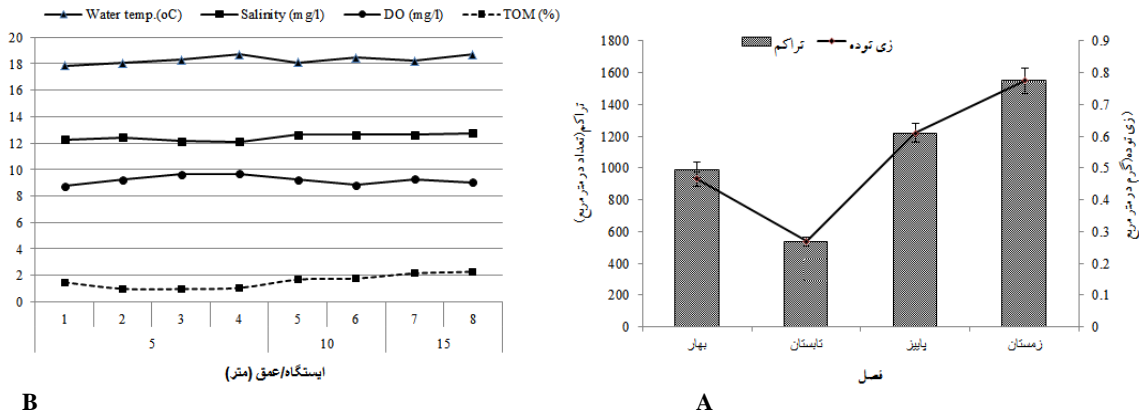 Water temp.(oC) Salinity (mg/l) DO (mg/l) TOM (%)
20
18
16
14
12
10
8
6
4
2
0
1 2 3 4 5 6 7 8
5 10 15
ایستگاه/عمق (متر)
B
تراکم زی توده
1800
1600
1400
1200
1000
800
600
400
200
0
تراکم(تعداد در متر مربع)
0.9
0.8
0.7
0.6
0.5
0.4
0.3
0.2
0.1
0
زی توده(گرم در متر مربع)
بهار تابستان پاییز زمستان
فصل
A